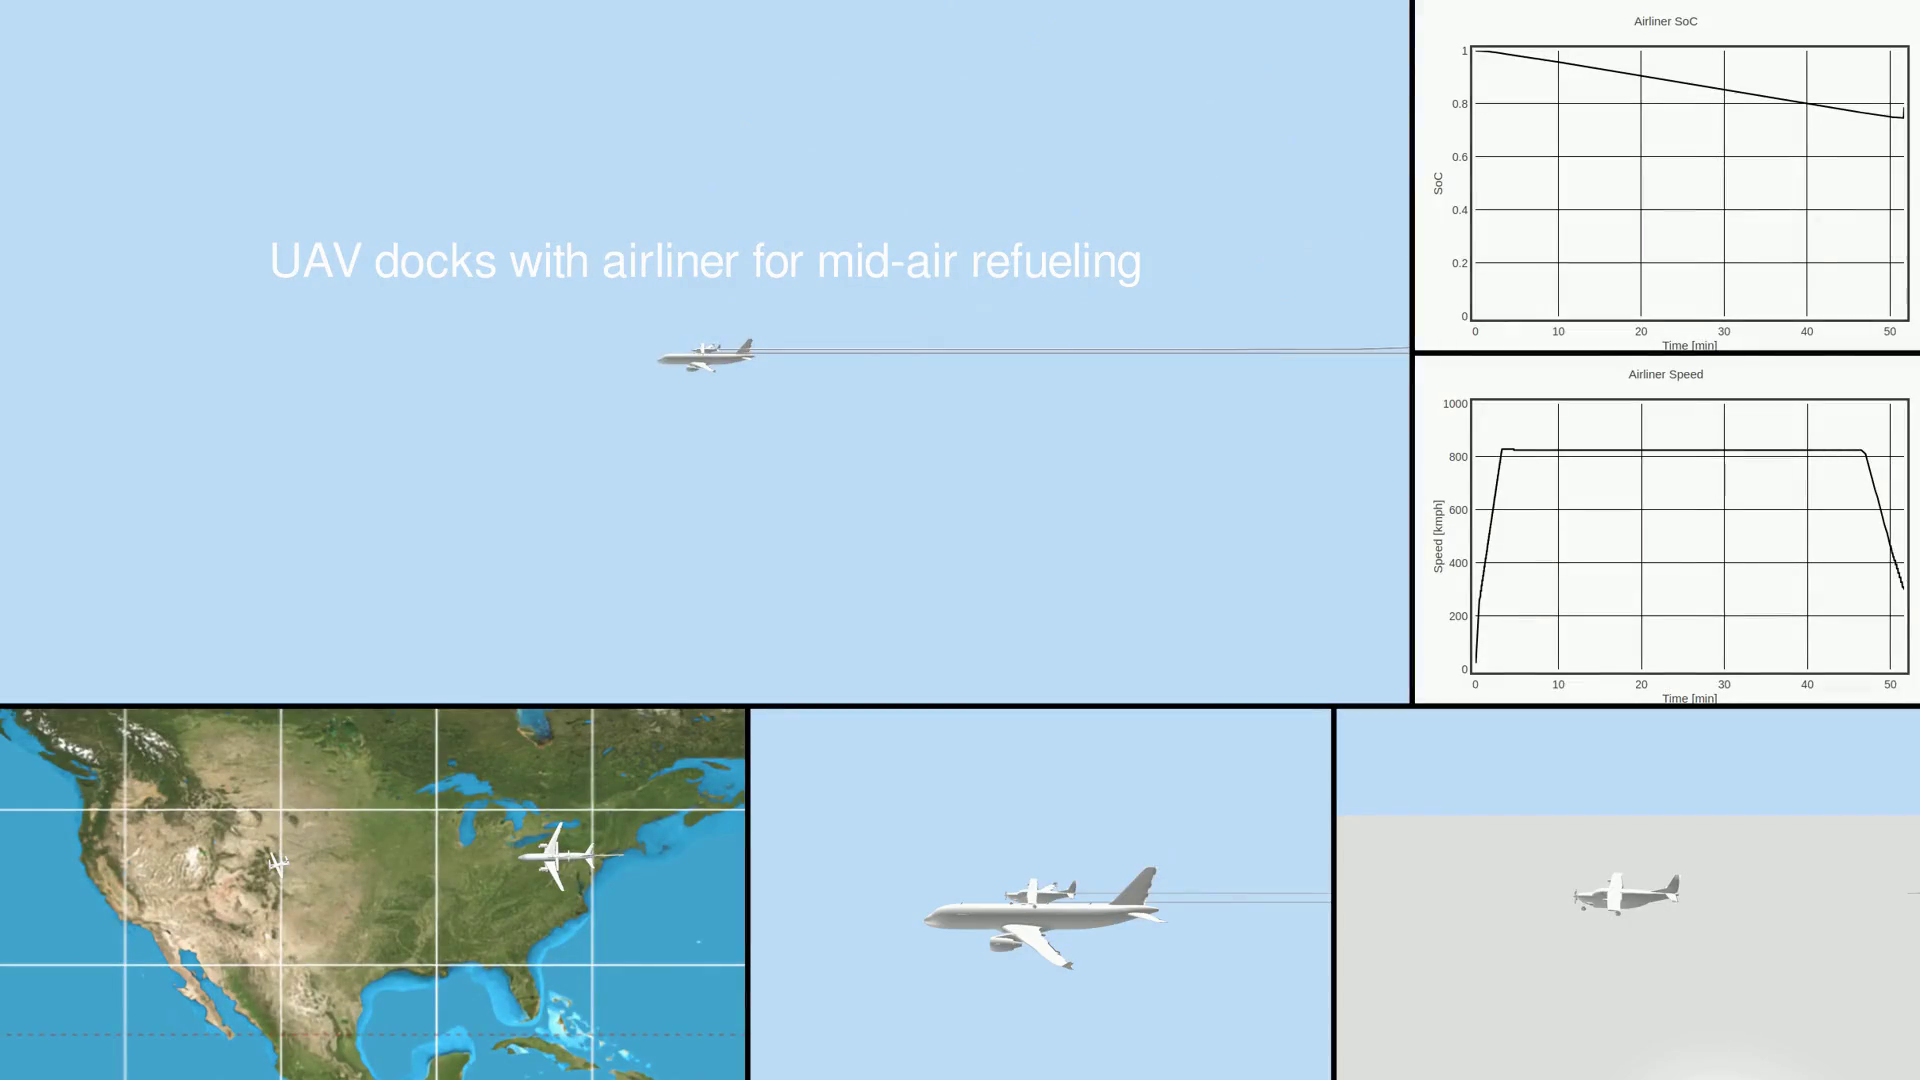 UAV docks with airliner for mid-air refueling
Airliner SoC
1
0.8
0.6
0.4
0.2
0
SoC
0 10 20 30 40 50
Time [min]
Airliner Speed
1000
800
600
400
200
0
Speed [kmph]
0 10 20 30 40 50
Time [min]